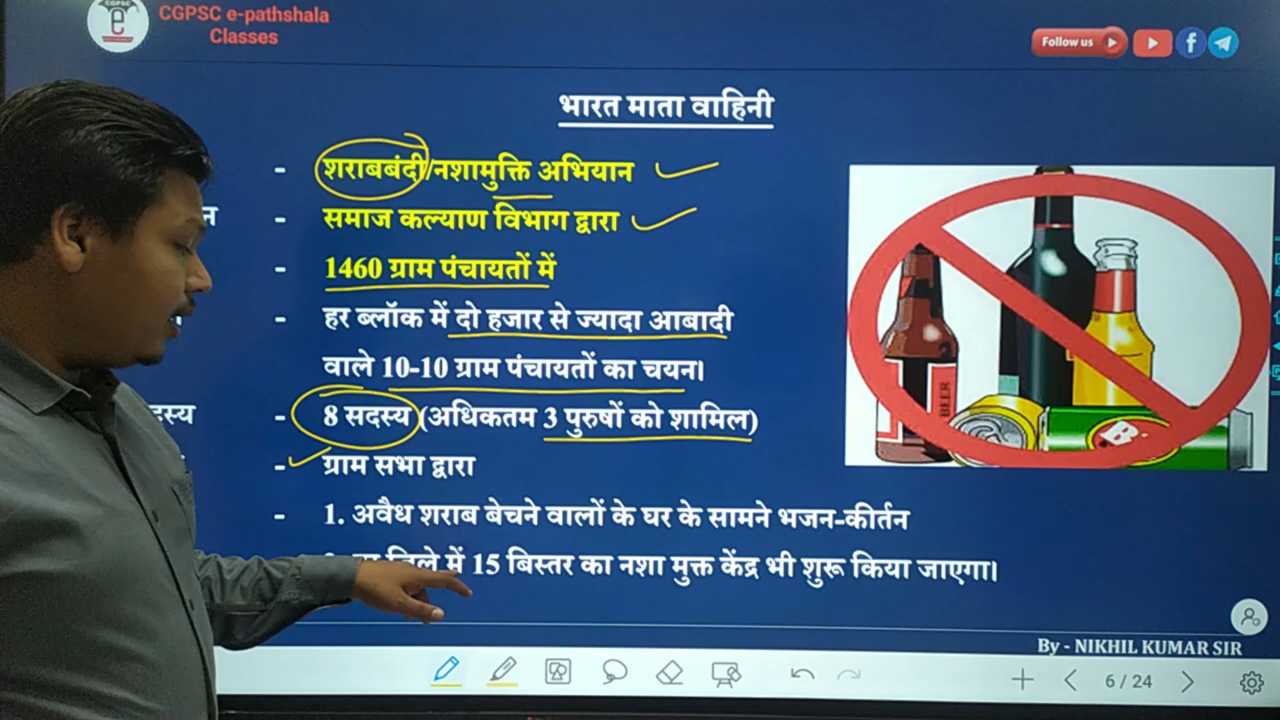 CGPSC
e
CGPSC e-pathshala
Classes
Follow us
भारत माता वाहिनी
- शराबबंदी/नशामुक्ति अभियान
- समाज कल्याण विभाग द्वारा
- 1460 ग्राम पंचायतों में
- हर ब्लॉक में दो हजार से ज्यादा आबादी
वाले 10-10 ग्राम पंचायतों का चयन।
- 8 सदस्य (अधिकतम 3 पुरुषों को शामिल)
- ग्राम सभा द्वारा
- 1. अवैध शराब बेचने वालों के घर के सामने भजन-कीर्तन
में 15 बिस्तर का नशा मुक्त केंद्र भी शुरू किया जाएगा।
BEER
B
By - NIKHIL KUMAR SIR
6 / 24